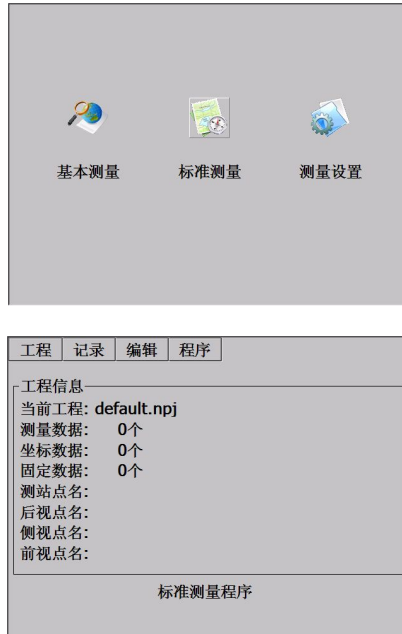 基本测量 标准测量 测量设置
工程 记录 编辑 程序
工程信息
当前工程: default.npj
测量数据: 0个
坐标数据: 0个
固定数据: 0个
测站点名:
后视点名:
侧视点名:
前视点名:
标准测量程序